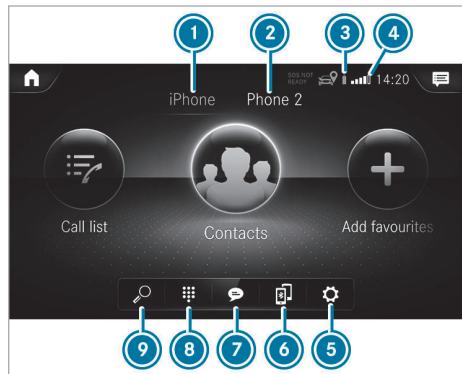 1 2 3 4
SOS NOT
READY
14:20
iPhone Phone 2
Call list Contacts Add favourites
9 8 7 6 5